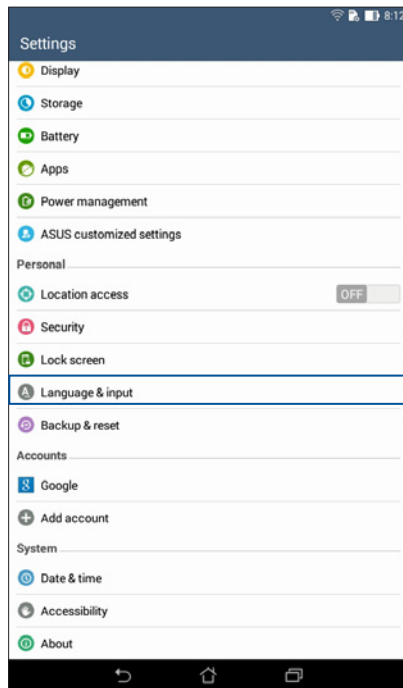 8:12
Settings
Display
Storage
Battery
Apps
Power management
ASUS customized settings
Personal
Location access OFF
Security
Lock screen
A Language & input
Backup & reset
Accounts
8 Google
Add account
System
Date & time
Accessibility
About